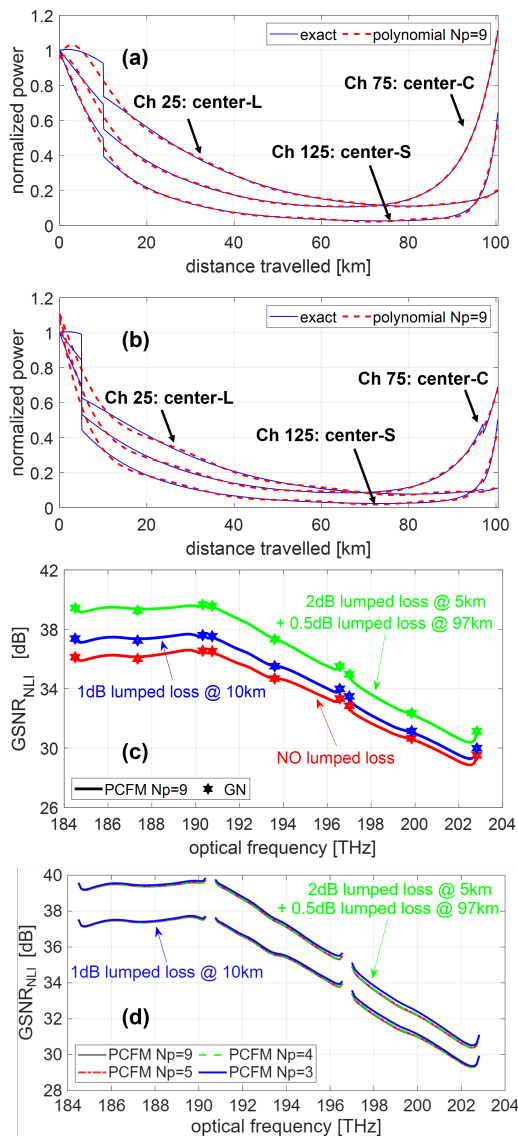 1.2
1
0.8
0.6
0.4
0.2
0
normalized power
(a)
exact
polynomial Np=9
Ch 25: center-L
Ch 75: center-C
Ch 125: center-S
0 20 40 60 80 100
distance travelled [km]
1.2
1
0.8
0.6
0.4
0.2
0
normalized power
(b)
exact
polynomial Np=9
Ch 25: center-L
Ch 75: center-C
Ch 125: center-S
0 20 40 60 80 100
distance travelled [km]
42
38
34
30
26
GSNR_NLI [dB]
2dB lumped loss @ 5km
+ 0.5dB lumped loss @ 97km
1dB lumped loss @ 10km
NO lumped loss
(c)
PCFM Np=9
GN
184 186 188 190 192 194 196 198 200 202 204
optical frequency [THz]
40
38
36
34
32
30
28
GSNR_NLI [dB]
2dB lumped loss @ 5km
+ 0.5dB lumped loss @ 97km
1dB lumped loss @ 10km
(d)
PCFM Np=9
PCFM Np=4
PCFM Np=5
PCFM Np=3
184 186 188 190 192 194 196 198 200 202 204
optical frequency [THz]